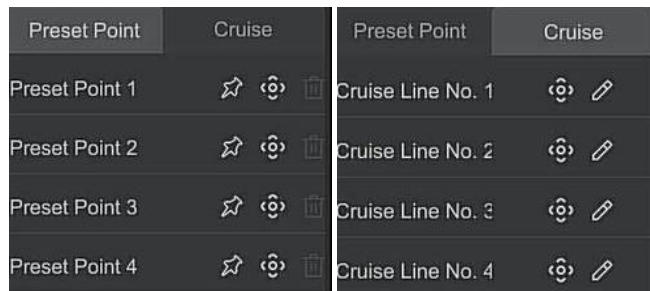 Preset Point Cruise
Preset Point 1
Preset Point 2
Preset Point 3
Preset Point 4
Preset Point Cruise
Cruise Line No. 1
Cruise Line No. 2
Cruise Line No. 3
Cruise Line No. 4